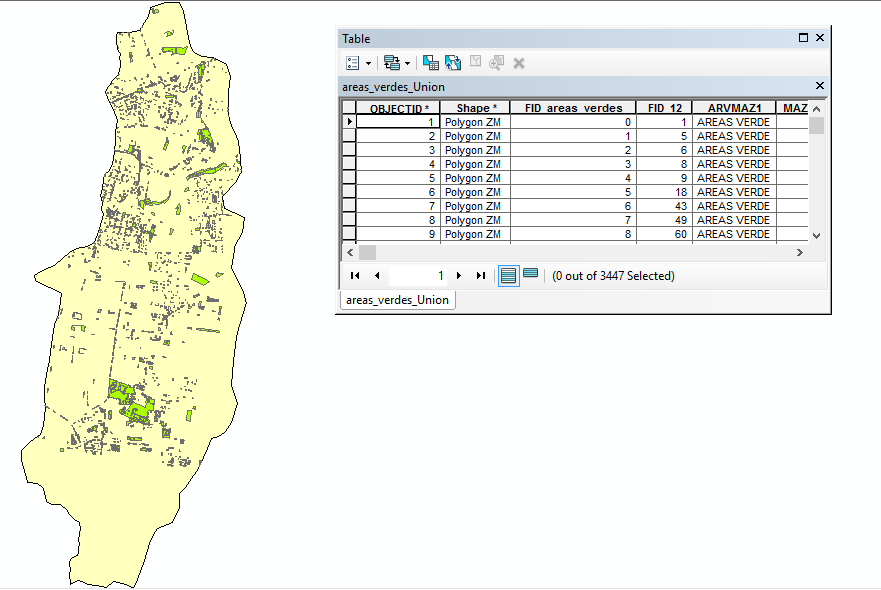 Table
areas_verdes_Union
OBJECTID * Shape * FID_areas_verdes FID_12 ARVMAZ1 MAZ
1 Polygon ZM 0 1 AREAS VERDE
2 Polygon ZM 1 5 AREAS VERDE
3 Polygon ZM 2 6 AREAS VERDE
4 Polygon ZM 3 8 AREAS VERDE
5 Polygon ZM 4 9 AREAS VERDE
6 Polygon ZM 5 18 AREAS VERDE
7 Polygon ZM 6 43 AREAS VERDE
8 Polygon ZM 7 49 AREAS VERDE
9 Polygon ZM 8 60 AREAS VERDE
1 (0 out of 3447 Selected)
areas_verdes_Union